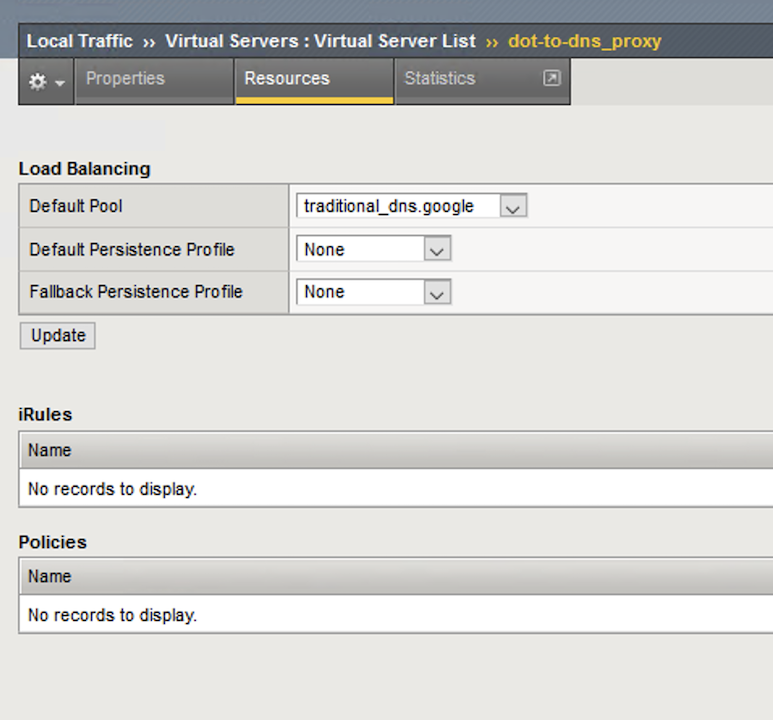 Local Traffic ›› Virtual Servers : Virtual Server List ›› dot-to-dns_proxy
Properties Resources Statistics
Load Balancing
Default Pool traditional_dns.google
Default Persistence Profile None
Fallback Persistence Profile None
Update
iRules
Name
No records to display.
Policies
Name
No records to display.